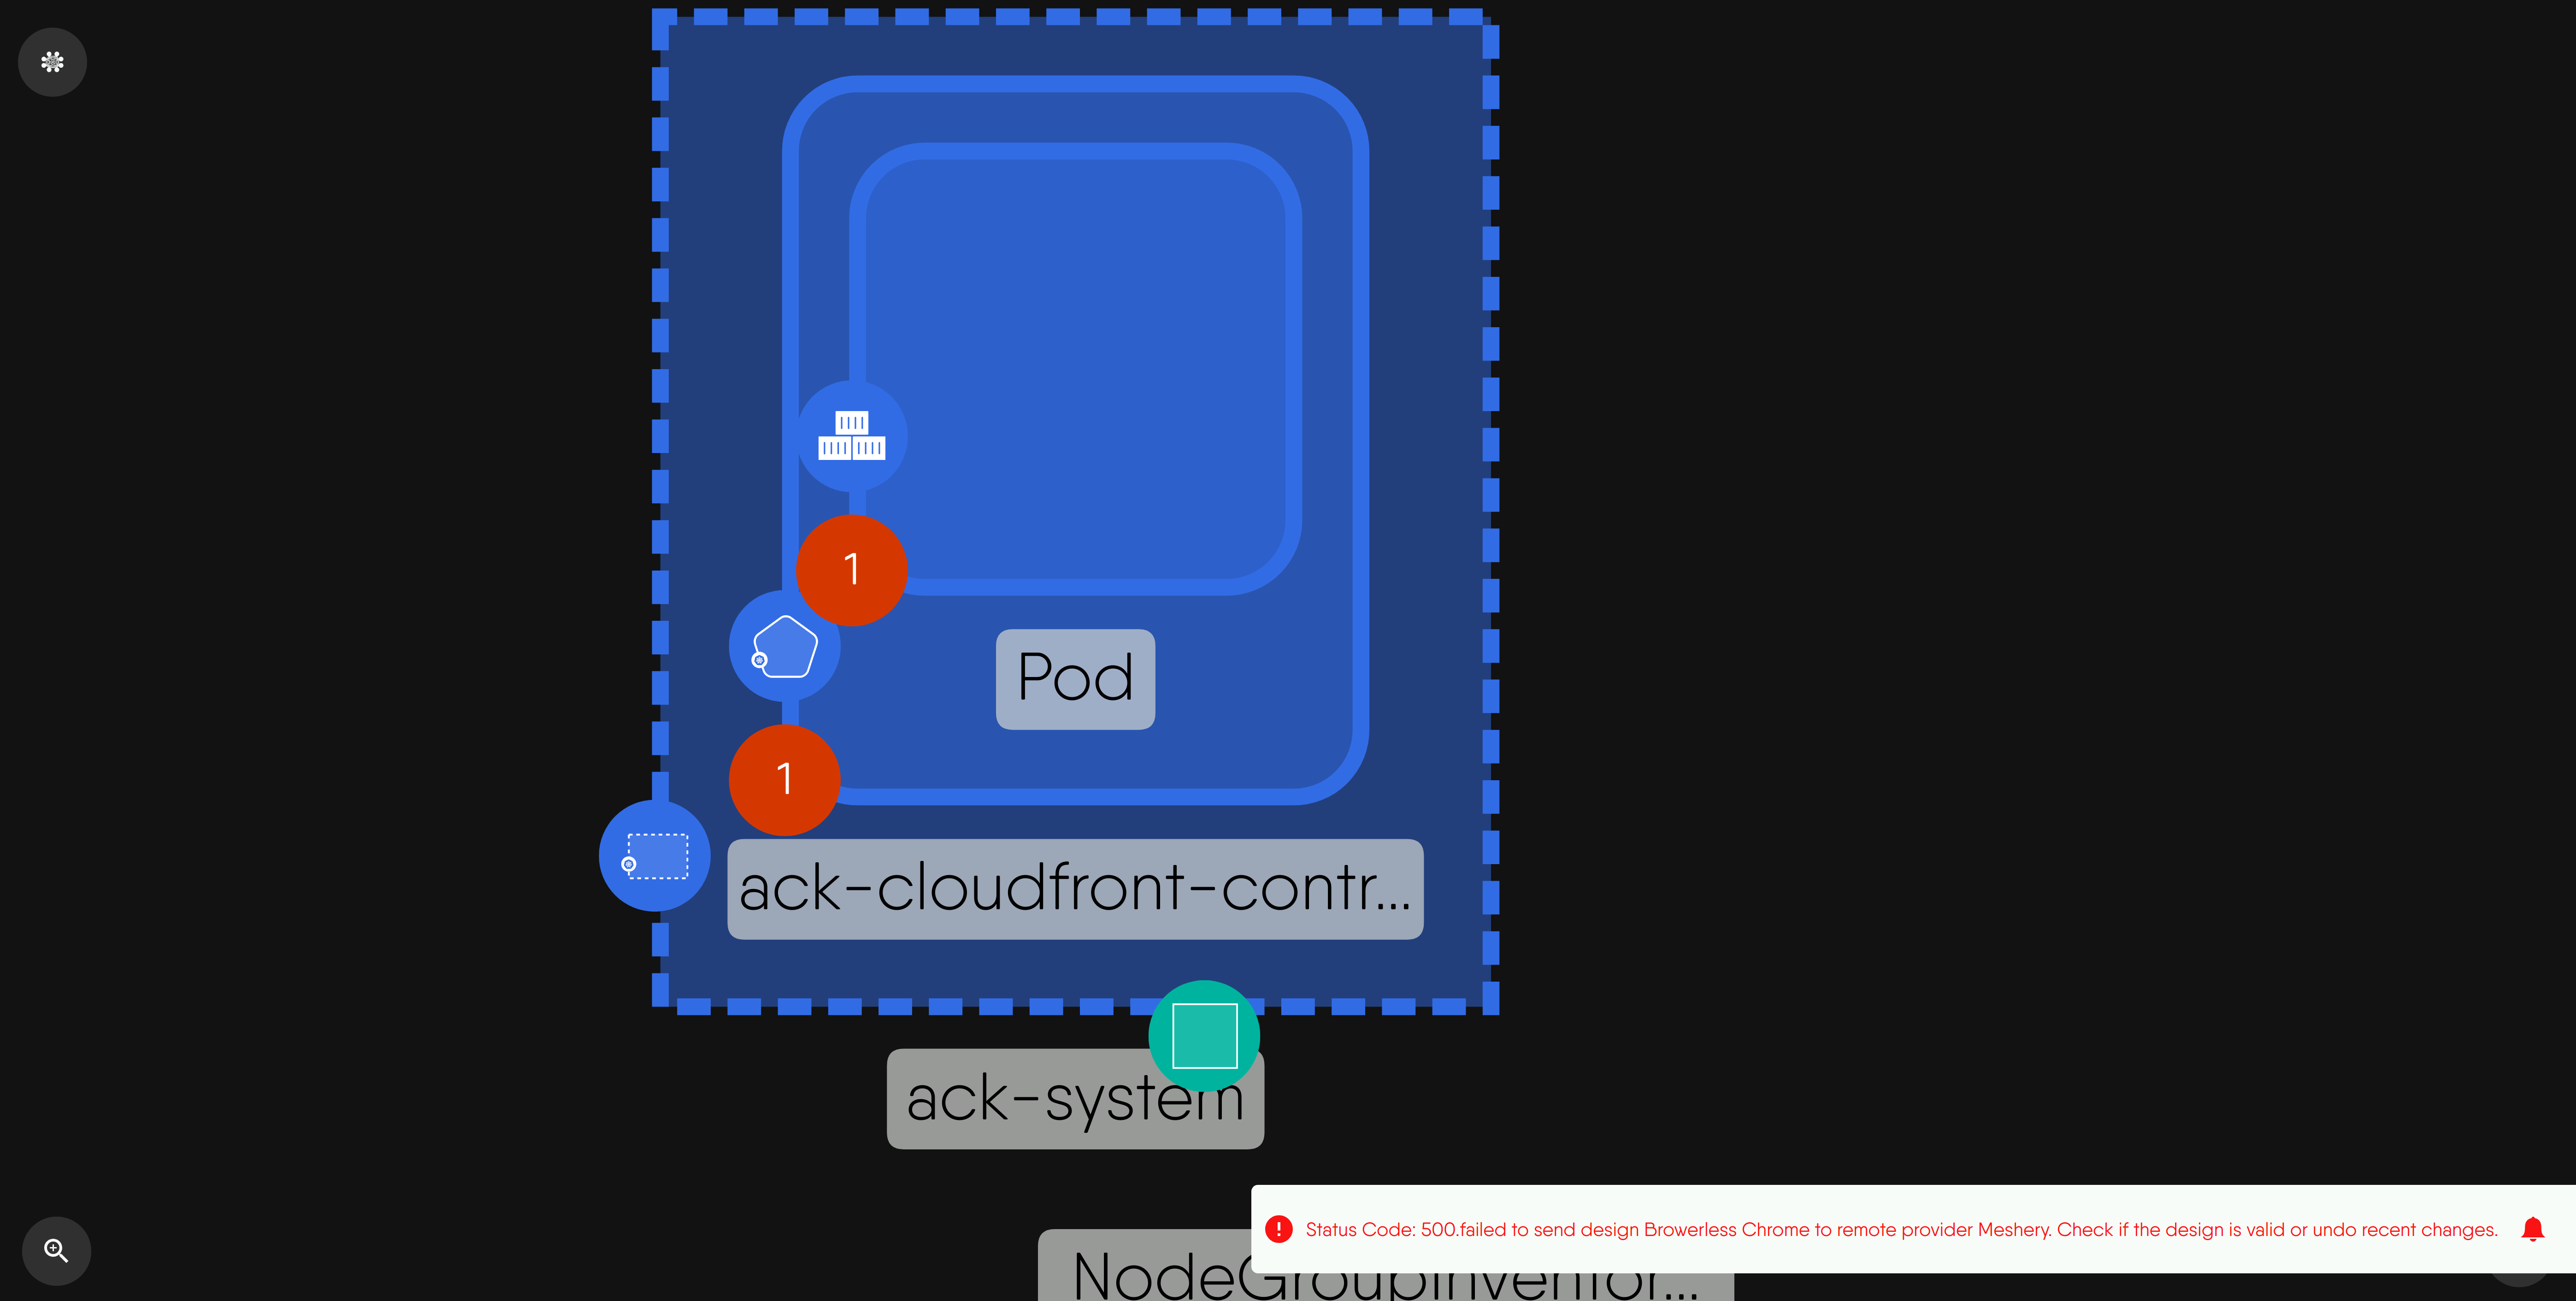 1
Pod
1
ack-cloudfront-contr...
ack-system
Status Code: 500.failed to send design Browerless Chrome to remote provider Meshery. Check if the design is valid or undo recent changes.
NodeGroupInventor...